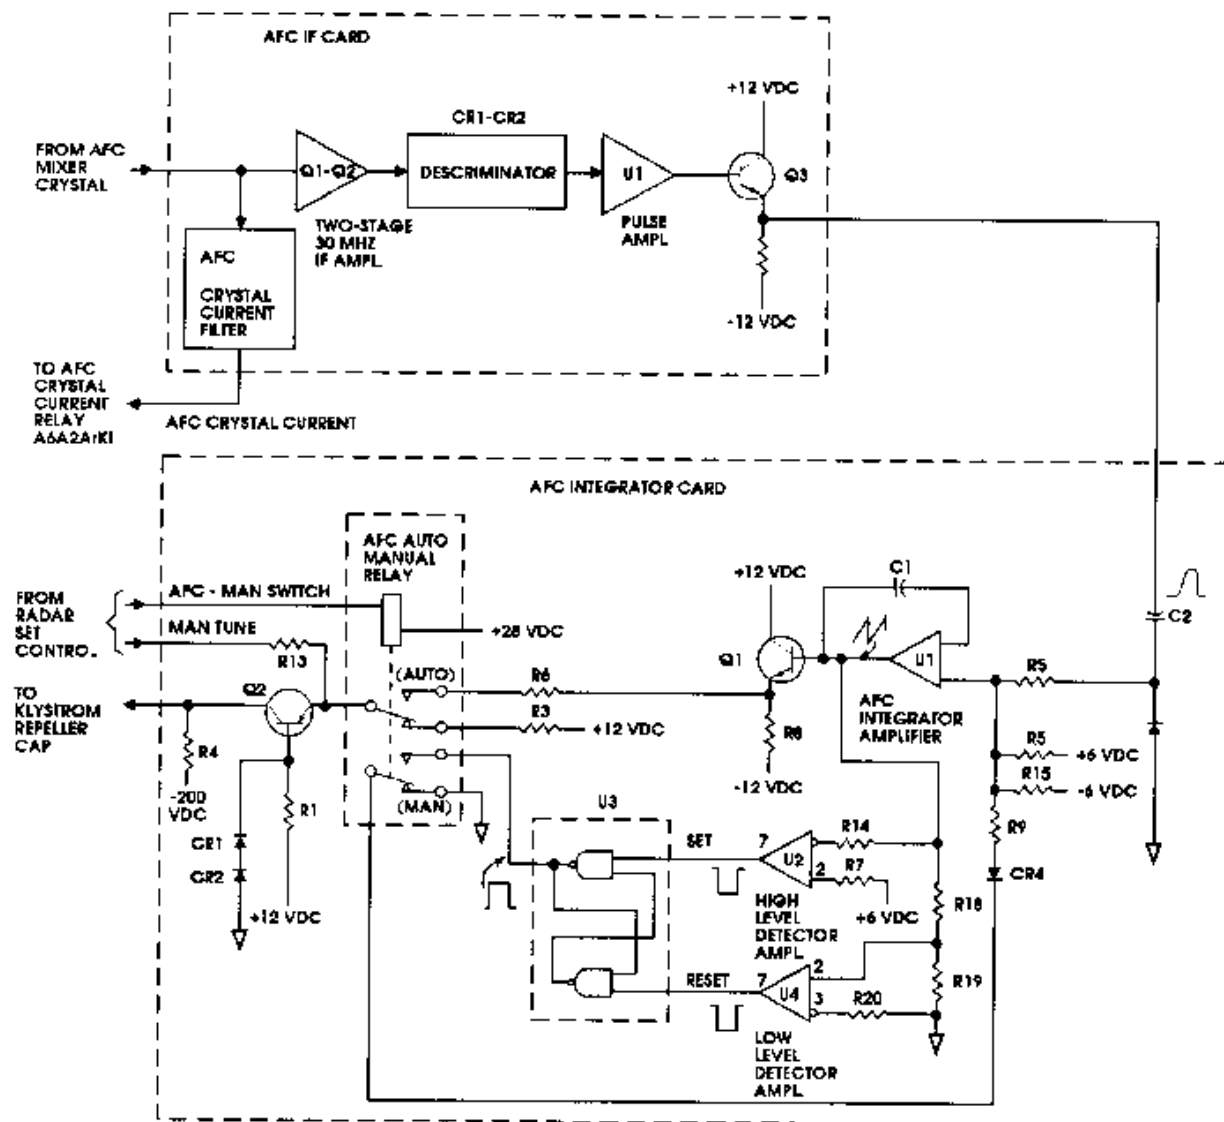 AFC IF CARD
+12 VDC
CR1-CR2
FROM AFC
MIXER
CRYSTAL
Q1-Q2
DESCRIMINATOR
U1
Q3
TWO-STAGE
30 MHZ
IF AMPL.
PULSE
AMPL
AFC
CRYSTAL
CURRENT
FILTER
-12 VDC
TO AFC
CRYSTAL
CURRENT
RELAY
A6A2A1K1
AFC CRYSTAL CURRENT
AFC INTEGRATOR CARD
AFC AUTO
MANUAL
RELAY
+12 VDC
C1
FROM
RADAR
SET
CONTROL
AFC - MAN SWITCH
MAN TUNE
+28 VDC
C2
R13
Q1
U1
(AUTO)
R6
R5
TO
KLYSTROM
REPELLER
CAP
Q2
R3
+12 VDC
AFC
INTEGRATOR
AMPLIFIER
R4
R8
R5
+6 VDC
R15
-6 VDC
-200
VDC
R1
-12 VDC
(MAN)
U3
R9
CR1
SET
7
U2
R14
2
R7
CR4
CR2
+6 VDC
R18
+12 VDC
HIGH
LEVEL
DETECTOR
AMPL.
RESET
7
2
U4
3
R20
R19
LOW
LEVEL
DETECTOR
AMPL.